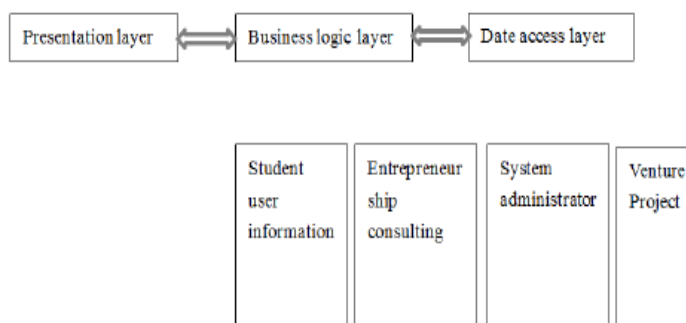 Presentation layer
Business logic layer
Date access layer
Student
user
information
Entrepreneur
ship
consulting
System
administrator
Venture
Project